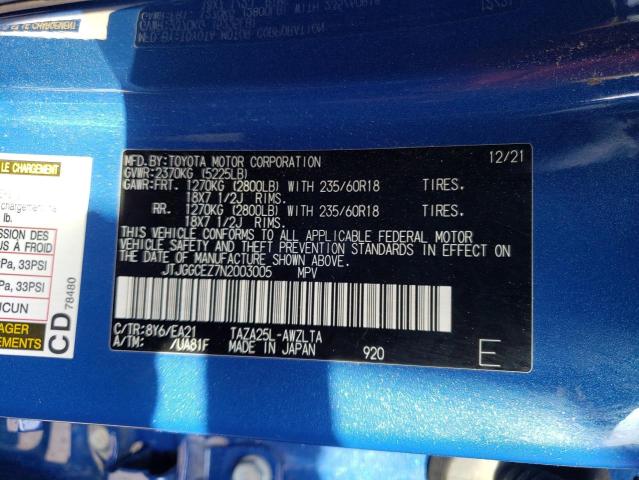 LE CHARGEMENT
MFD.BY:TOYOTA MOTOR CORPORATION 12/21
GVWR:2370KG (5225LB)
GAWR:FRT. 1270KG (2800LB) WITH 235/60R18 TIRES.
18X7 1/2J RIMS.
RR. 1270KG (2800LB) WITH 235/60R18 TIRES.
18X7 1/2J RIMS.
THIS VEHICLE CONFORMS TO ALL APPLICABLE FEDERAL MOTOR
VEHICLE SAFETY AND THEFT PREVENTION STANDARDS IN EFFECT ON
THE DATE OF MANUFACTURE SHOWN ABOVE.
JTJGGCEZ7N2003005 MPV
C/TR:8Y6/EA21 TAZA25L-AWZLTA
A/TM: /UA81F MADE IN JAPAN 920 E
LE CHARGEMENT
chargement
lb.
DES
À FROID
Pa, 33PSI
Pa, 33PSI
CUN
AGER
CD 78480